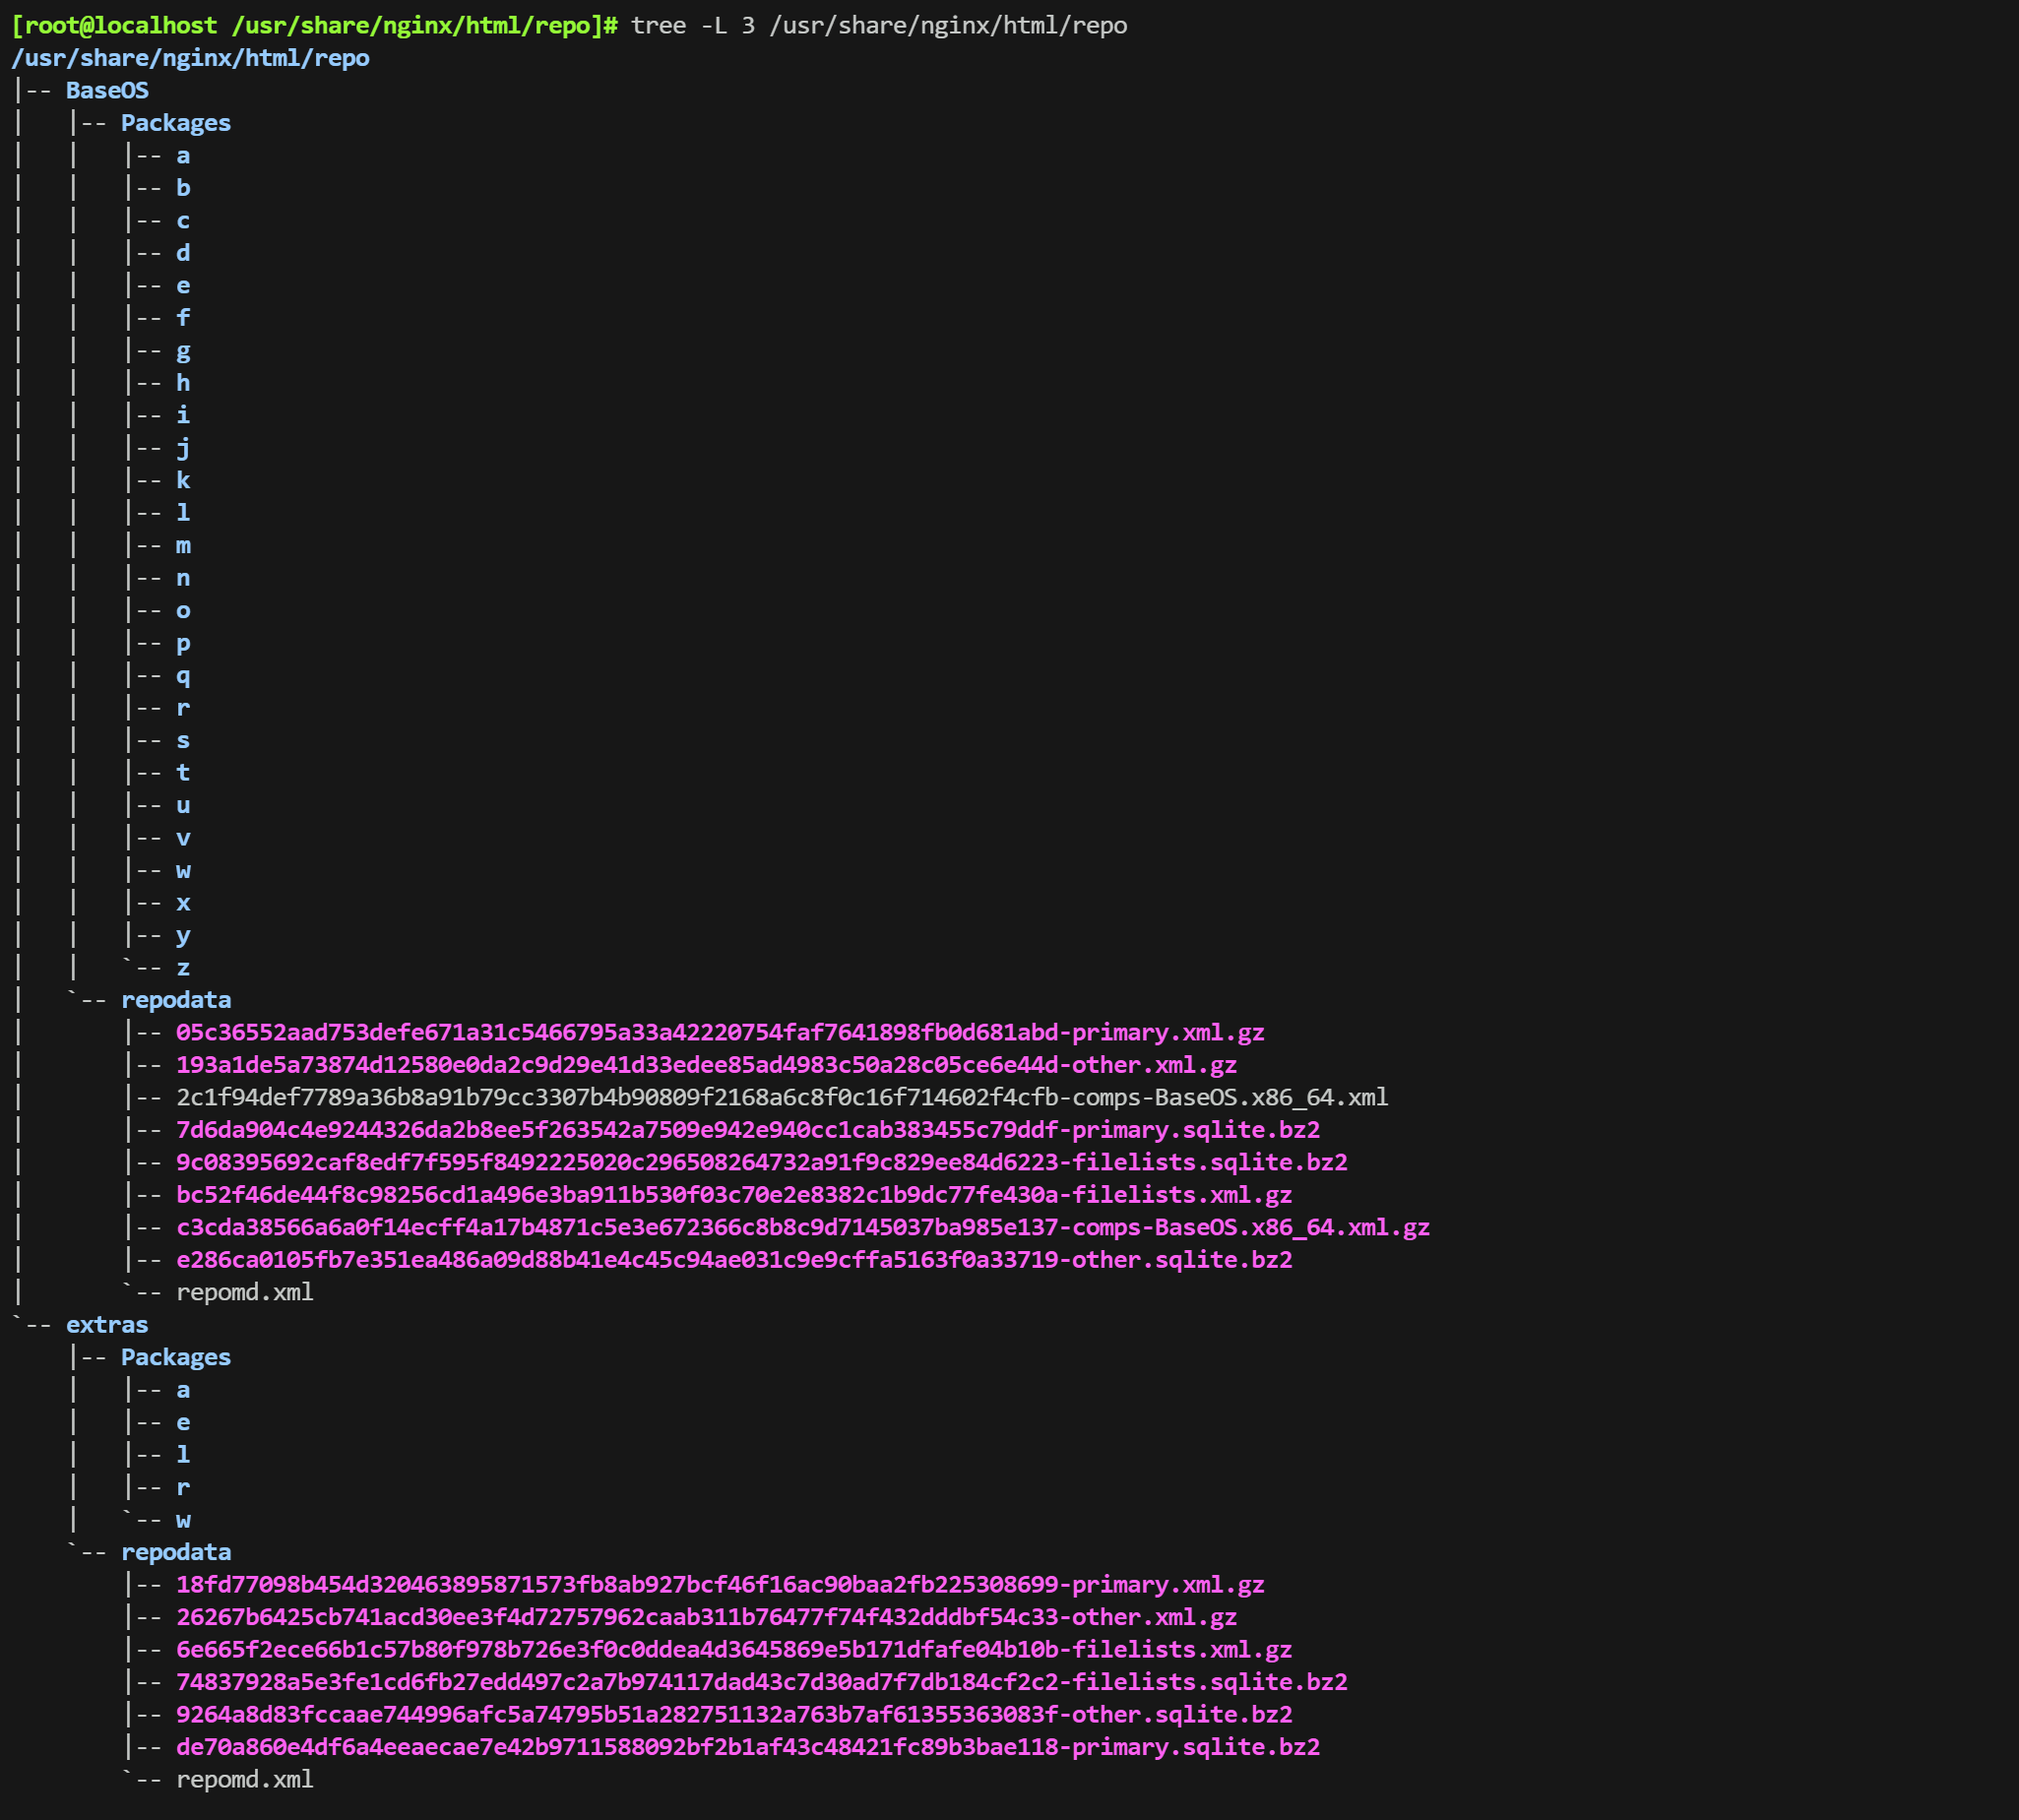 [root@localhost /usr/share/nginx/html/repo]# tree -L 3 /usr/share/nginx/html/repo
/usr/share/nginx/html/repo
|-- BaseOS
|   |-- Packages
|   |   |-- a
|   |   |-- b
|   |   |-- c
|   |   |-- d
|   |   |-- e
|   |   |-- f
|   |   |-- g
|   |   |-- h
|   |   |-- i
|   |   |-- j
|   |   |-- k
|   |   |-- l
|   |   |-- m
|   |   |-- n
|   |   |-- o
|   |   |-- p
|   |   |-- q
|   |   |-- r
|   |   |-- s
|   |   |-- t
|   |   |-- u
|   |   |-- v
|   |   |-- w
|   |   |-- x
|   |   |-- y
|   |   `-- z
|   `-- repodata
|       |-- 05c36552aad753defe671a31c5466795a33a42220754faf7641898fb0d681abd-primary.xml.gz
|       |-- 193a1de5a73874d12580e0da2c9d29e41d33edee85ad4983c50a28c05ce6e44d-other.xml.gz
|       |-- 2c1f94def7789a36b8a91b79cc3307b4b90809f2168a6c8f0c16f714602f4cfb-comps-BaseOS.x86_64.xml
|       |-- 7d6da904c4e9244326da2b8ee5f263542a7509e942e940cc1cab383455c79ddf-primary.sqlite.bz2
|       |-- 9c08395692caf8edf7f595f8492225020c296508264732a91f9c829ee84d6223-filelists.sqlite.bz2
|       |-- bc52f46de44f8c98256cd1a496e3ba911b530f03c70e2e8382c1b9dc77fe430a-filelists.xml.gz
|       |-- c3cda38566a6a0f14ecff4a17b4871c5e3e672366c8b8c9d7145037ba985e137-comps-BaseOS.x86_64.xml.gz
|       |-- e286ca0105fb7e351ea486a09d88b41e4c45c94ae031c9e9cffa5163f0a33719-other.sqlite.bz2
|       `-- repomd.xml
`-- extras
    |-- Packages
    |   |-- a
    |   |-- e
    |   |-- l
    |   |-- r
    |   `-- w
    `-- repodata
        |-- 18fd77098b454d320463895871573fb8ab927bcf46f16ac90baa2fb225308699-primary.xml.gz
        |-- 26267b6425cb741acd30ee3f4d72757962caab311b76477f74f432dddbf54c33-other.xml.gz
        |-- 6e665f2ece66b1c57b80f978b726e3f0c0ddea4d3645869e5b171dfafe04b10b-filelists.xml.gz
        |-- 74837928a5e3fe1cd6fb27edd497c2a7b974117dad43c7d30ad7f7db184cf2c2-filelists.sqlite.bz2
        |-- 9264a8d83fccaae744996afc5a74795b51a282751132a763b7af61355363083f-other.sqlite.bz2
        |-- de70a860e4df6a4eeaecae7e42b9711588092bf2b1af43c48421fc89b3bae118-primary.sqlite.bz2
        `-- repomd.xml